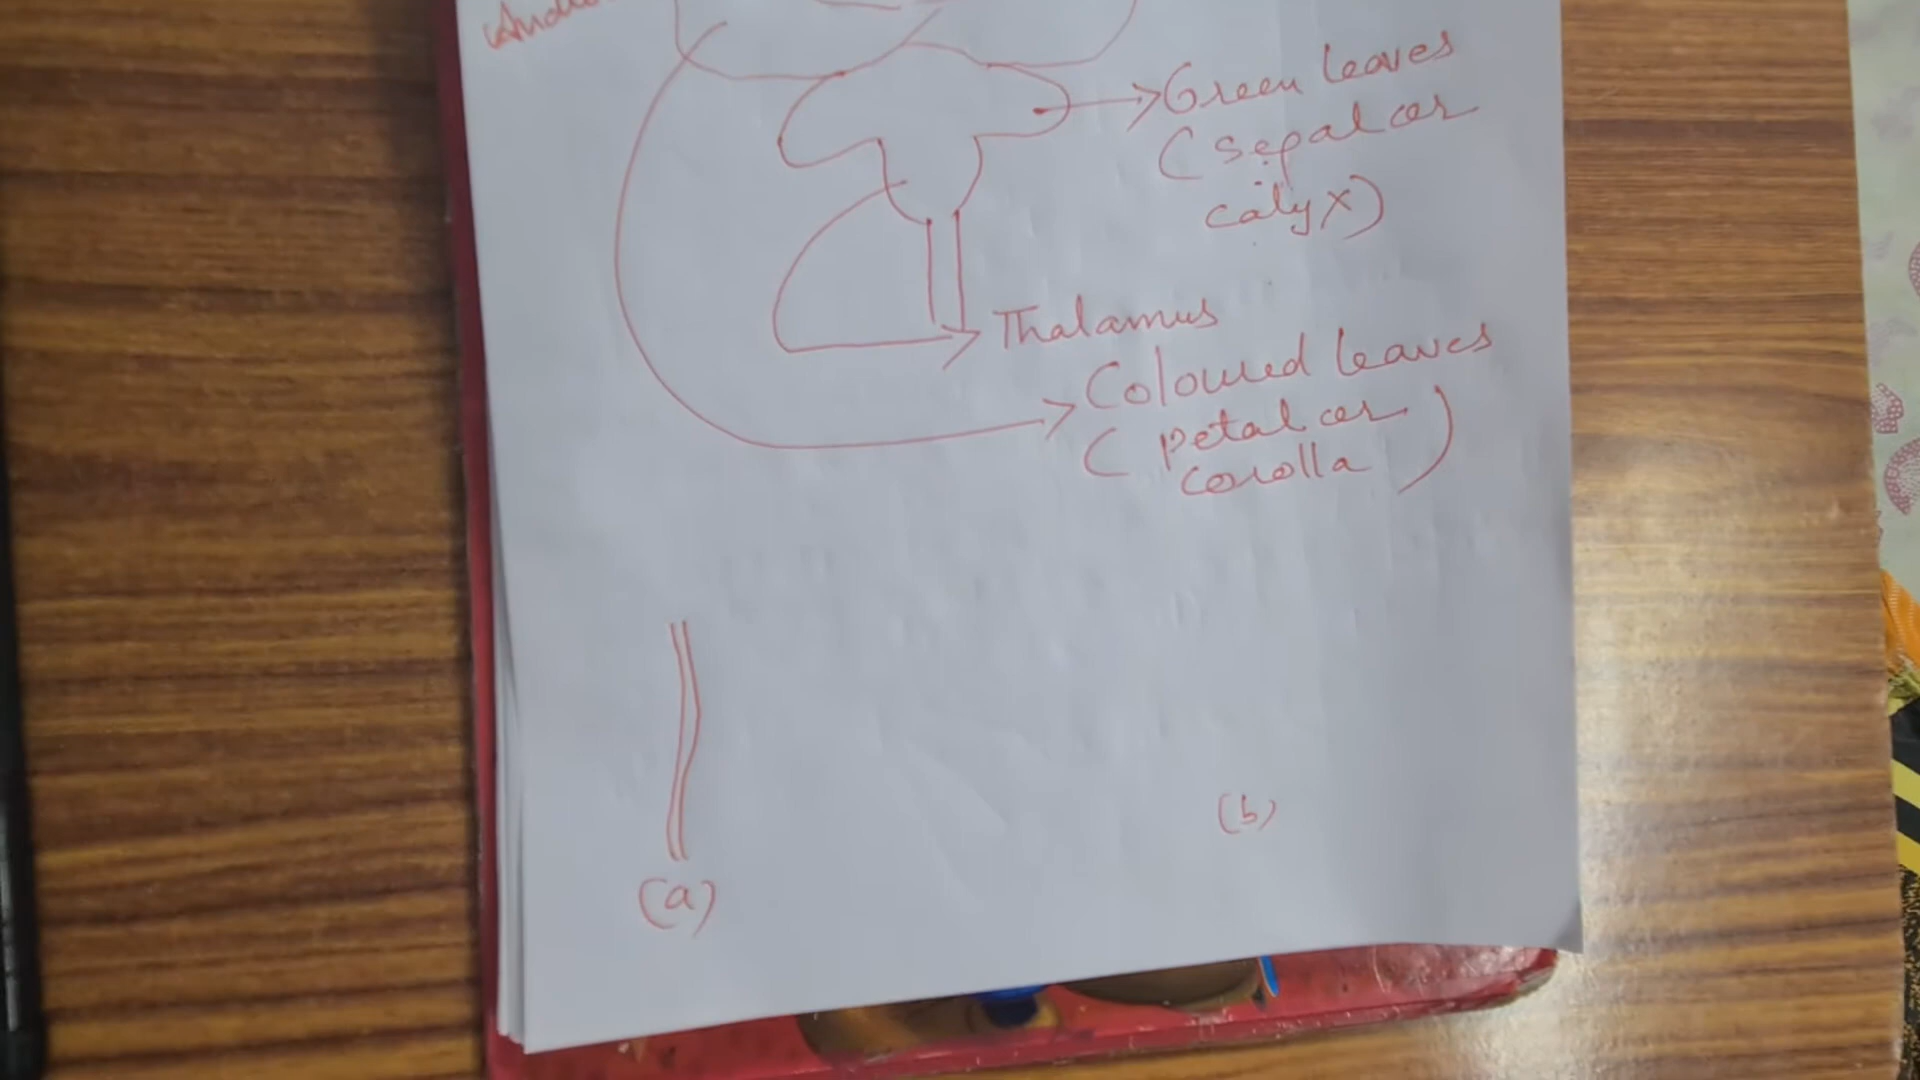 Green leaves
(Sepal or
calyx)
Thalamus
Coloured leaves
(petal or
corolla)
(b)
(a)